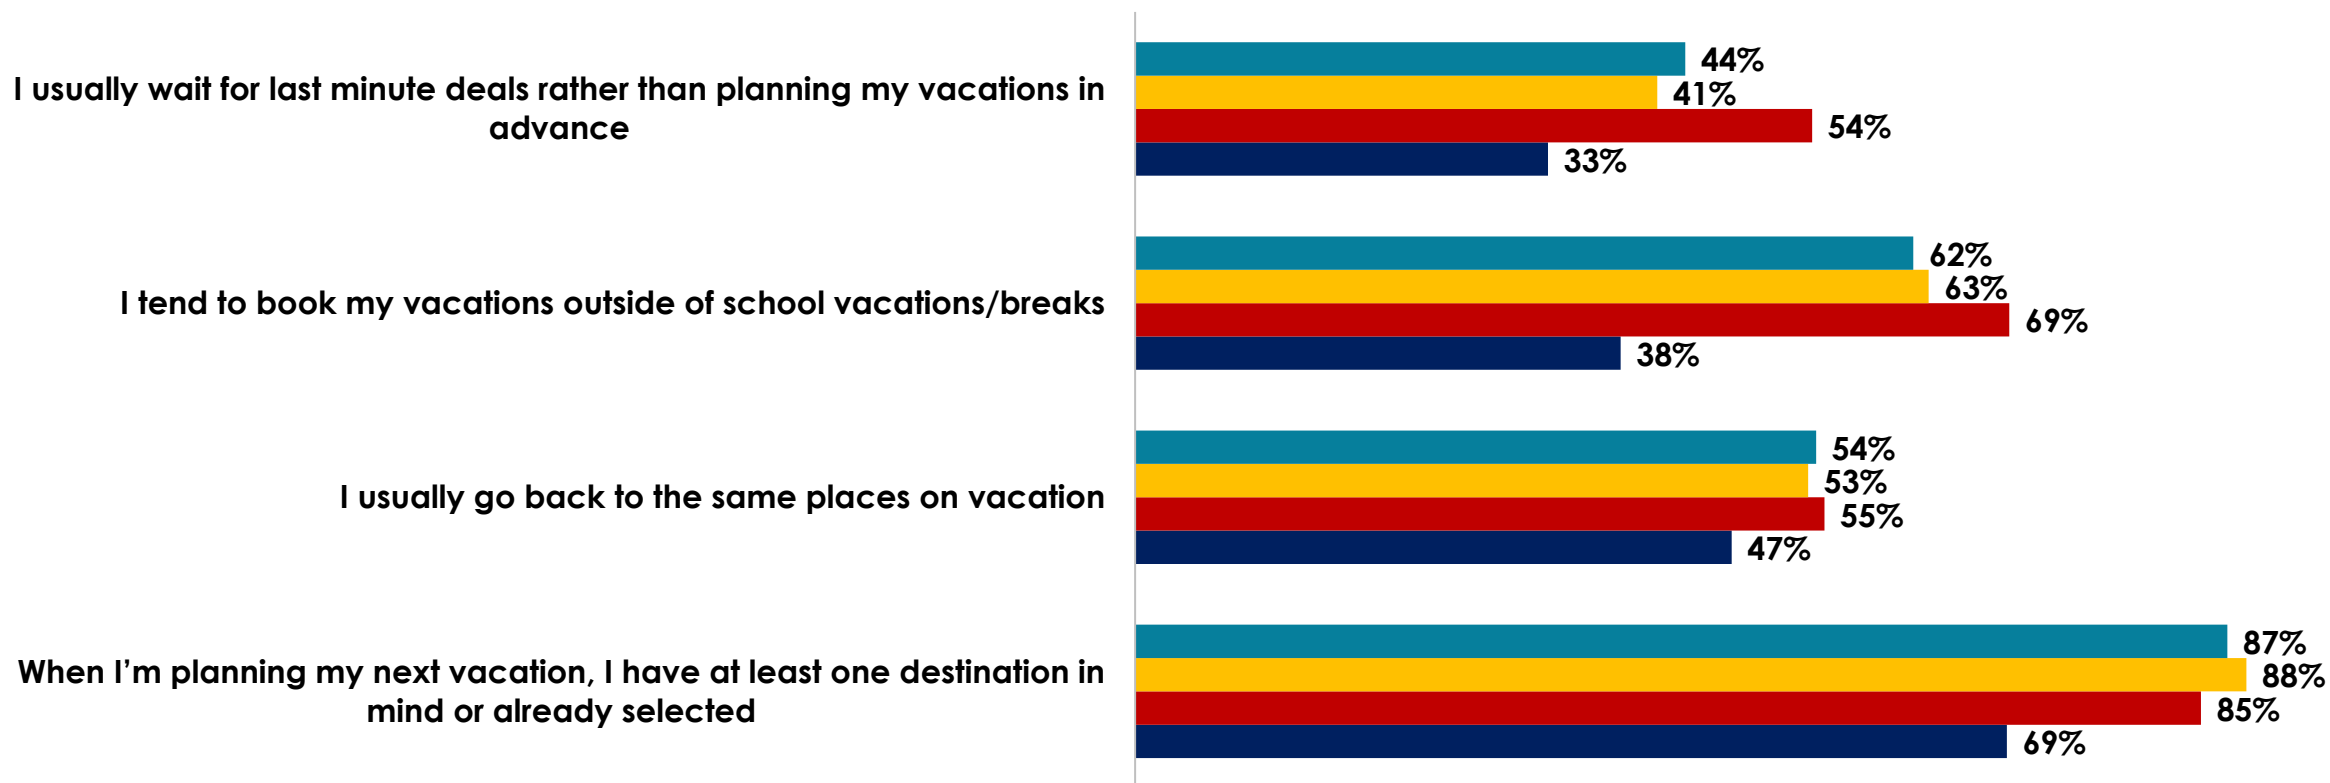 I usually wait for last minute deals rather than planning my vacations in
advance
44%
41%
54%
33%
I tend to book my vacations outside of school vacations/breaks
62%
63%
69%
38%
I usually go back to the same places on vacation
54%
53%
55%
47%
When I’m planning my next vacation, I have at least one destination in
mind or already selected
87%
88%
85%
69%